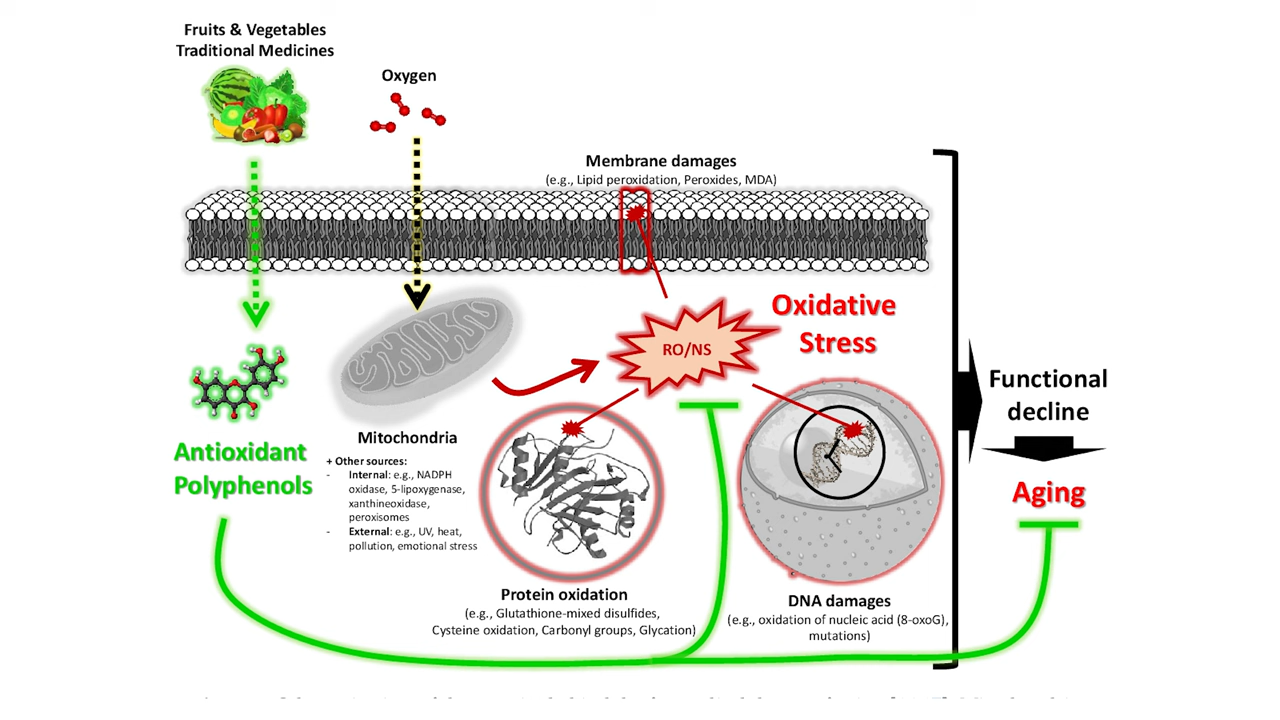 Fruits & Vegetables
Traditional Medicines
Oxygen
Membrane damages
(e.g., Lipid peroxidation, Peroxides, MDA)
Oxidative
Stress
RO/NS
Functional
decline
Aging
Antioxidant
Polyphenols
Mitochondria
+ Other sources:
- Internal: e.g., NADPH
oxidase, 5-lipoxygenase,
xanthineoxidase,
peroxisomes
- External: e.g., UV, heat,
pollution, emotional stress
Protein oxidation
(e.g., Glutathione-mixed disulfides,
Cysteine oxidation, Carbonyl groups, Glycation)
DNA damages
(e.g., oxidation of nucleic acid (8-oxoG),
mutations)